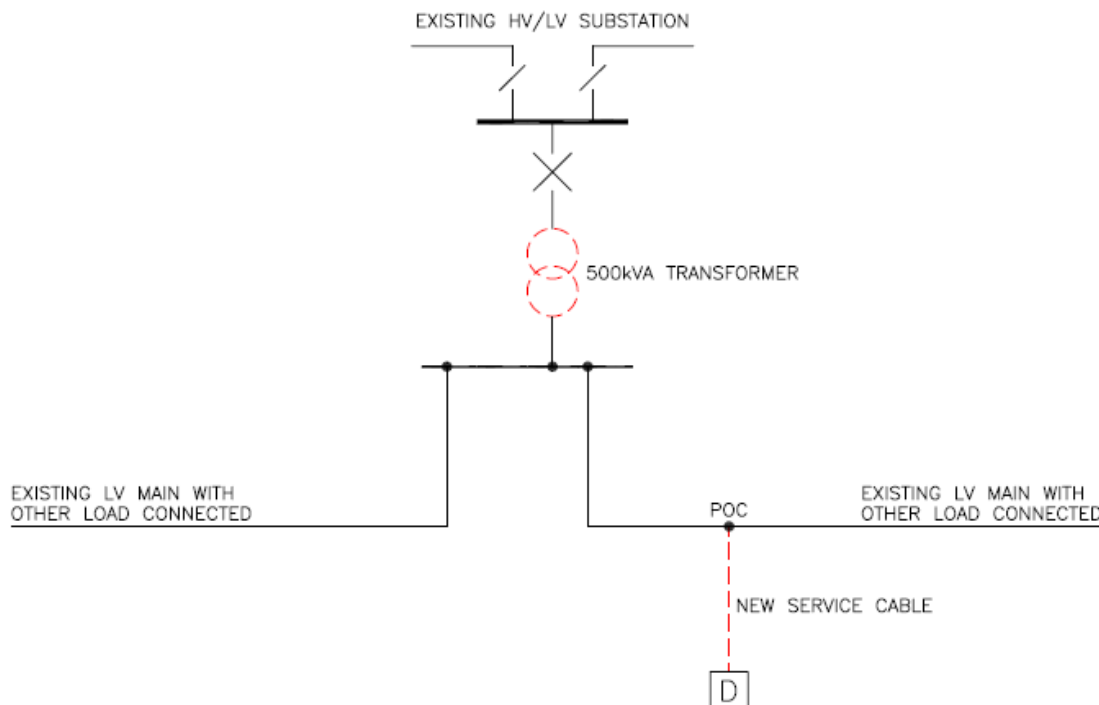 EXISTING HV/LV SUBSTATION
500kVA TRANSFORMER
EXISTING LV MAIN WITH
OTHER LOAD CONNECTED
POC
EXISTING LV MAIN WITH
OTHER LOAD CONNECTED
NEW SERVICE CABLE
D